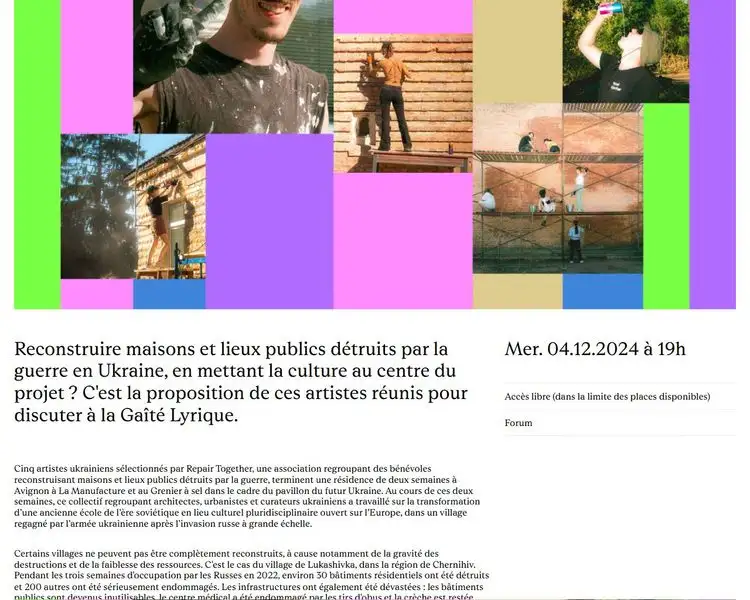 Reconstruire maisons et lieux publics détruits par la
guerre en Ukraine, en mettant la culture au centre du
projet ? C'est la proposition de ces artistes réunis pour
discuter à la Gaîté Lyrique.
Mer. 04.12.2024 à 19h
Accès libre (dans la limite des places disponibles)
Forum
Cinq artistes ukrainiens sélectionnés par Repair Together, une association regroupant des bénévoles
reconstruisant maisons et lieux publics détruits par la guerre, terminent une résidence de deux semaines à
Avignon à La Manufacture et au Grenier à sel dans le cadre du pavillon du futur Ukraine. Au cours de ces deux
semaines, ce collectif regroupant architectes, urbanistes et curateurs ukrainiens a travaillé sur la transformation
d'une ancienne école de l'ère soviétique en lieu culturel pluridisciplinaire ouvert sur l'Europe, dans un village
regagné par l'armée ukrainienne après l'invasion russe à grande échelle.
Certains villages ne peuvent pas être complètement reconstruits, à cause notamment de la gravité des
destructions et de la faiblesse des ressources. C'est le cas du village de Lukashivka, dans la région de Chernihiv.
Pendant les trois semaines d'occupation par les Russes en 2022, environ 30 bâtiments résidentiels ont été détruits
et 200 autres ont été sérieusement endommagés. Les infrastructures ont également été dévastées : les bâtiments
publics sont devenus inutilisables, le centre médical a été endommagé par les tirs d'obus et la crèche est restée